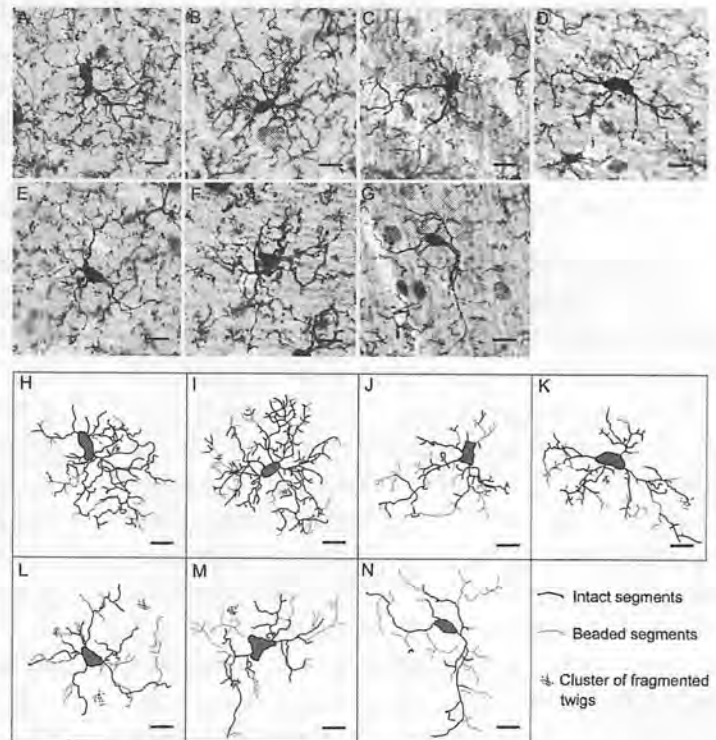 A
B
C
D
E
F
G
H
I
J
K
L
M
N
Intact segments
Beaded segments
Cluster of fragmented
twigs